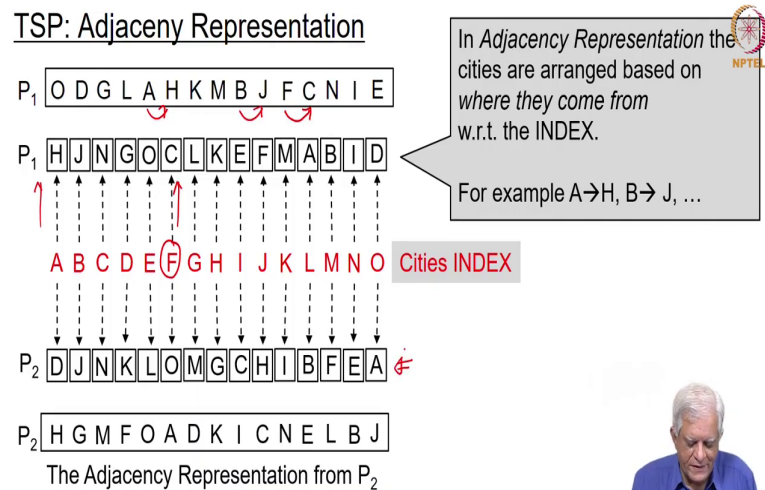 TSP: Adjaceny Representation
P1 O D G L A H K M B J F C N I E
P1 H J N G O C L K E F M A B I D
A B C D E F G H I J K L M N O Cities INDEX
P2 D J N K L O M G C H I B F E A
P2 H G M F O A D K I C N E L B J
The Adjacency Representation from P2
In Adjacency Representation the
cities are arranged based on
where they come from
w.r.t. the INDEX.
For example A→H, B→ J, ...
NPTEL